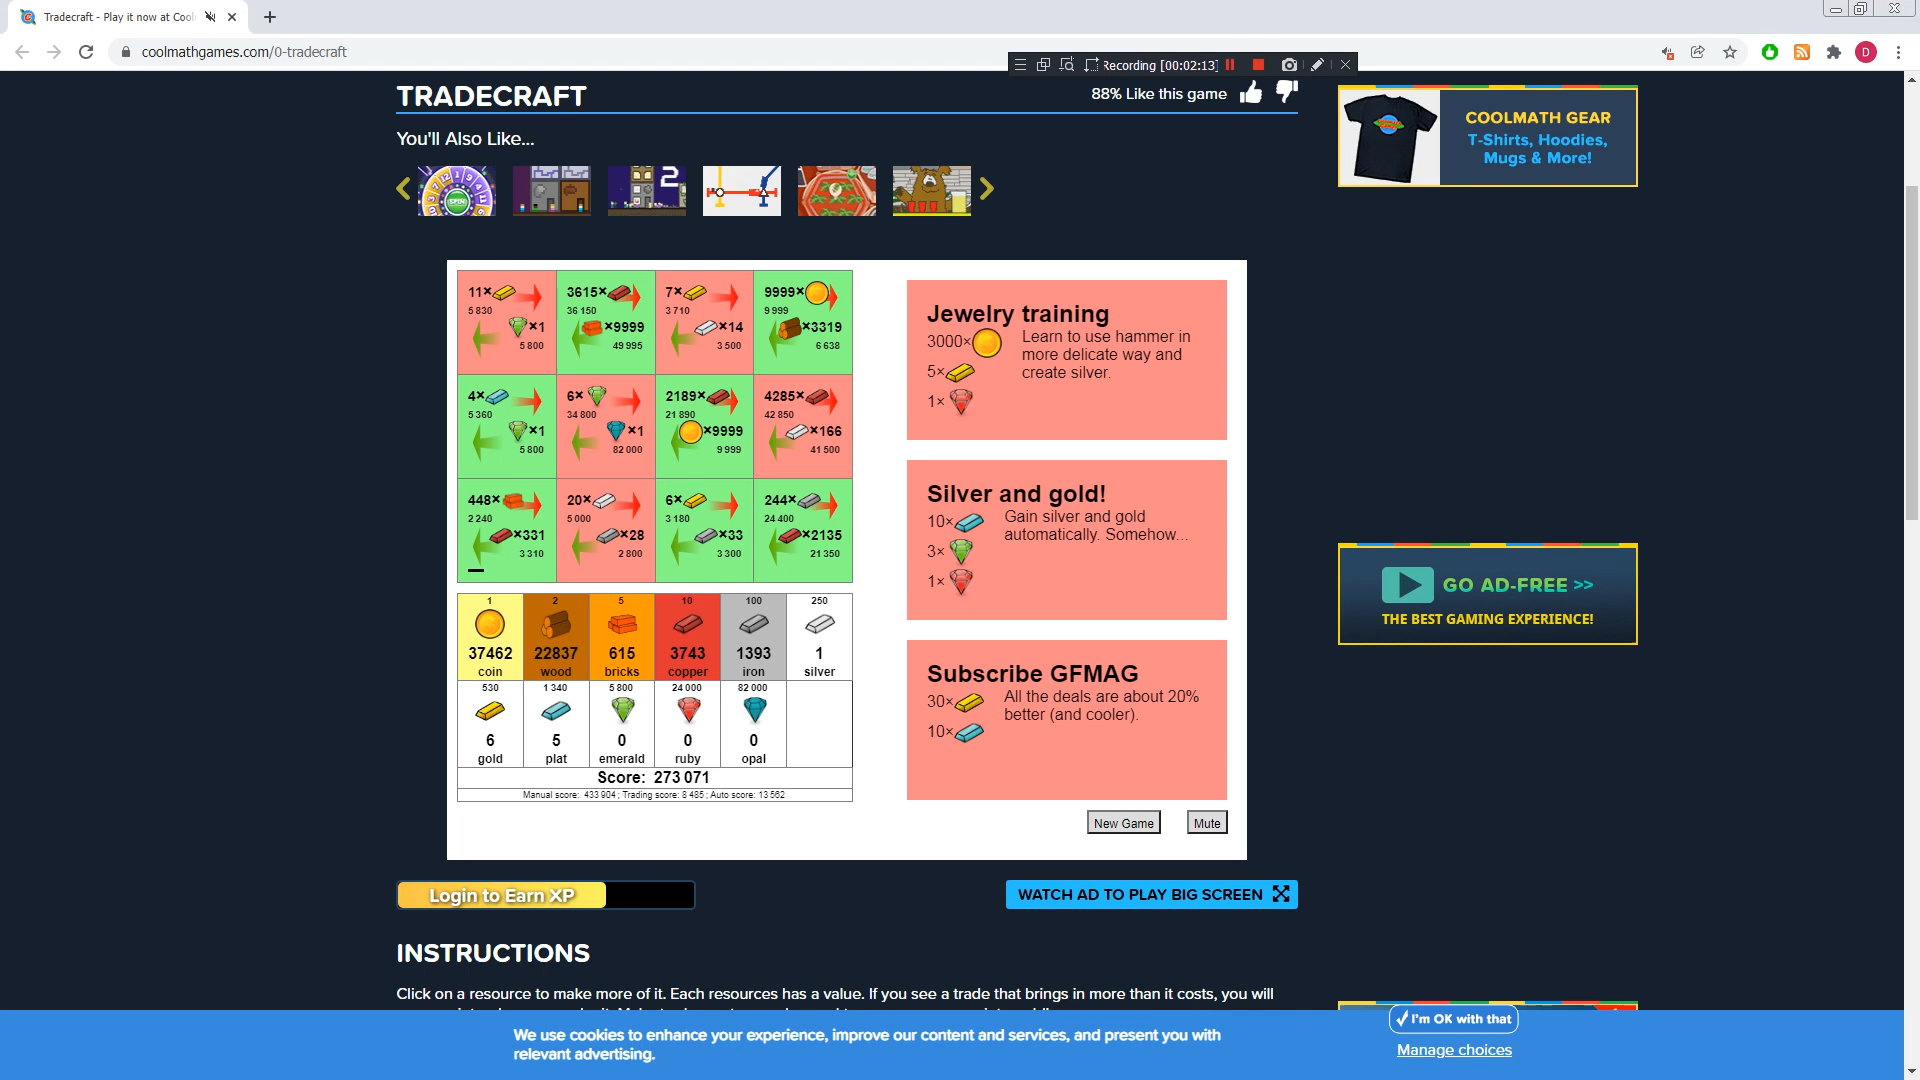 Tradecraft - Play it now at Cool
coolmathgames.com/0-tradecraft
D
Recording [00:02:13]
TRADECRAFT
88% Like this game
You'll Also Like...
SPIN
2
COOLMATH GEAR
T-Shirts, Hoodies,
Mugs & More!
11× 3615× 7× 9999×
5 830 36 150 3 710 9 999
×1 ×9999 ×14 ×3319
5 800 49 995 3 500 6 638
4× 6× 2189× 4285×
5 360 34 800 21 890 42 850
×1 ×1 ×9999 ×166
5 800 82 000 9 999 41 500
448× 20× 6× 244×
2 240 5 000 3 180 24 400
×331 ×28 ×33 ×2135
3 310 2 800 3 300 21 350
1 2 5 10 100 250
37462 22837 615 3743 1393 1
coin wood bricks copper iron silver
530 1 340 5 800 24 000 82 000
6 5 0 0 0
gold plat emerald ruby opal
Score: 273 071
Manual score: 433 904 ; Trading score: 8 485 ; Auto score: 13 562
Jewelry training
3000×
5×
1×
Learn to use hammer in
more delicate way and
create silver.
Silver and gold!
10×
3×
1×
Gain silver and gold
automatically. Somehow...
Subscribe GFMAG
30×
10×
All the deals are about 20%
better (and cooler).
New Game
Mute
GO AD-FREE >>
THE BEST GAMING EXPERIENCE!
Login to Earn XP
WATCH AD TO PLAY BIG SCREEN
INSTRUCTIONS
Click on a resource to make more of it. Each resources has a value. If you see a trade that brings in more than it costs, you will
We use cookies to enhance your experience, improve our content and services, and present you with
relevant advertising.
I'm OK with that
Manage choices